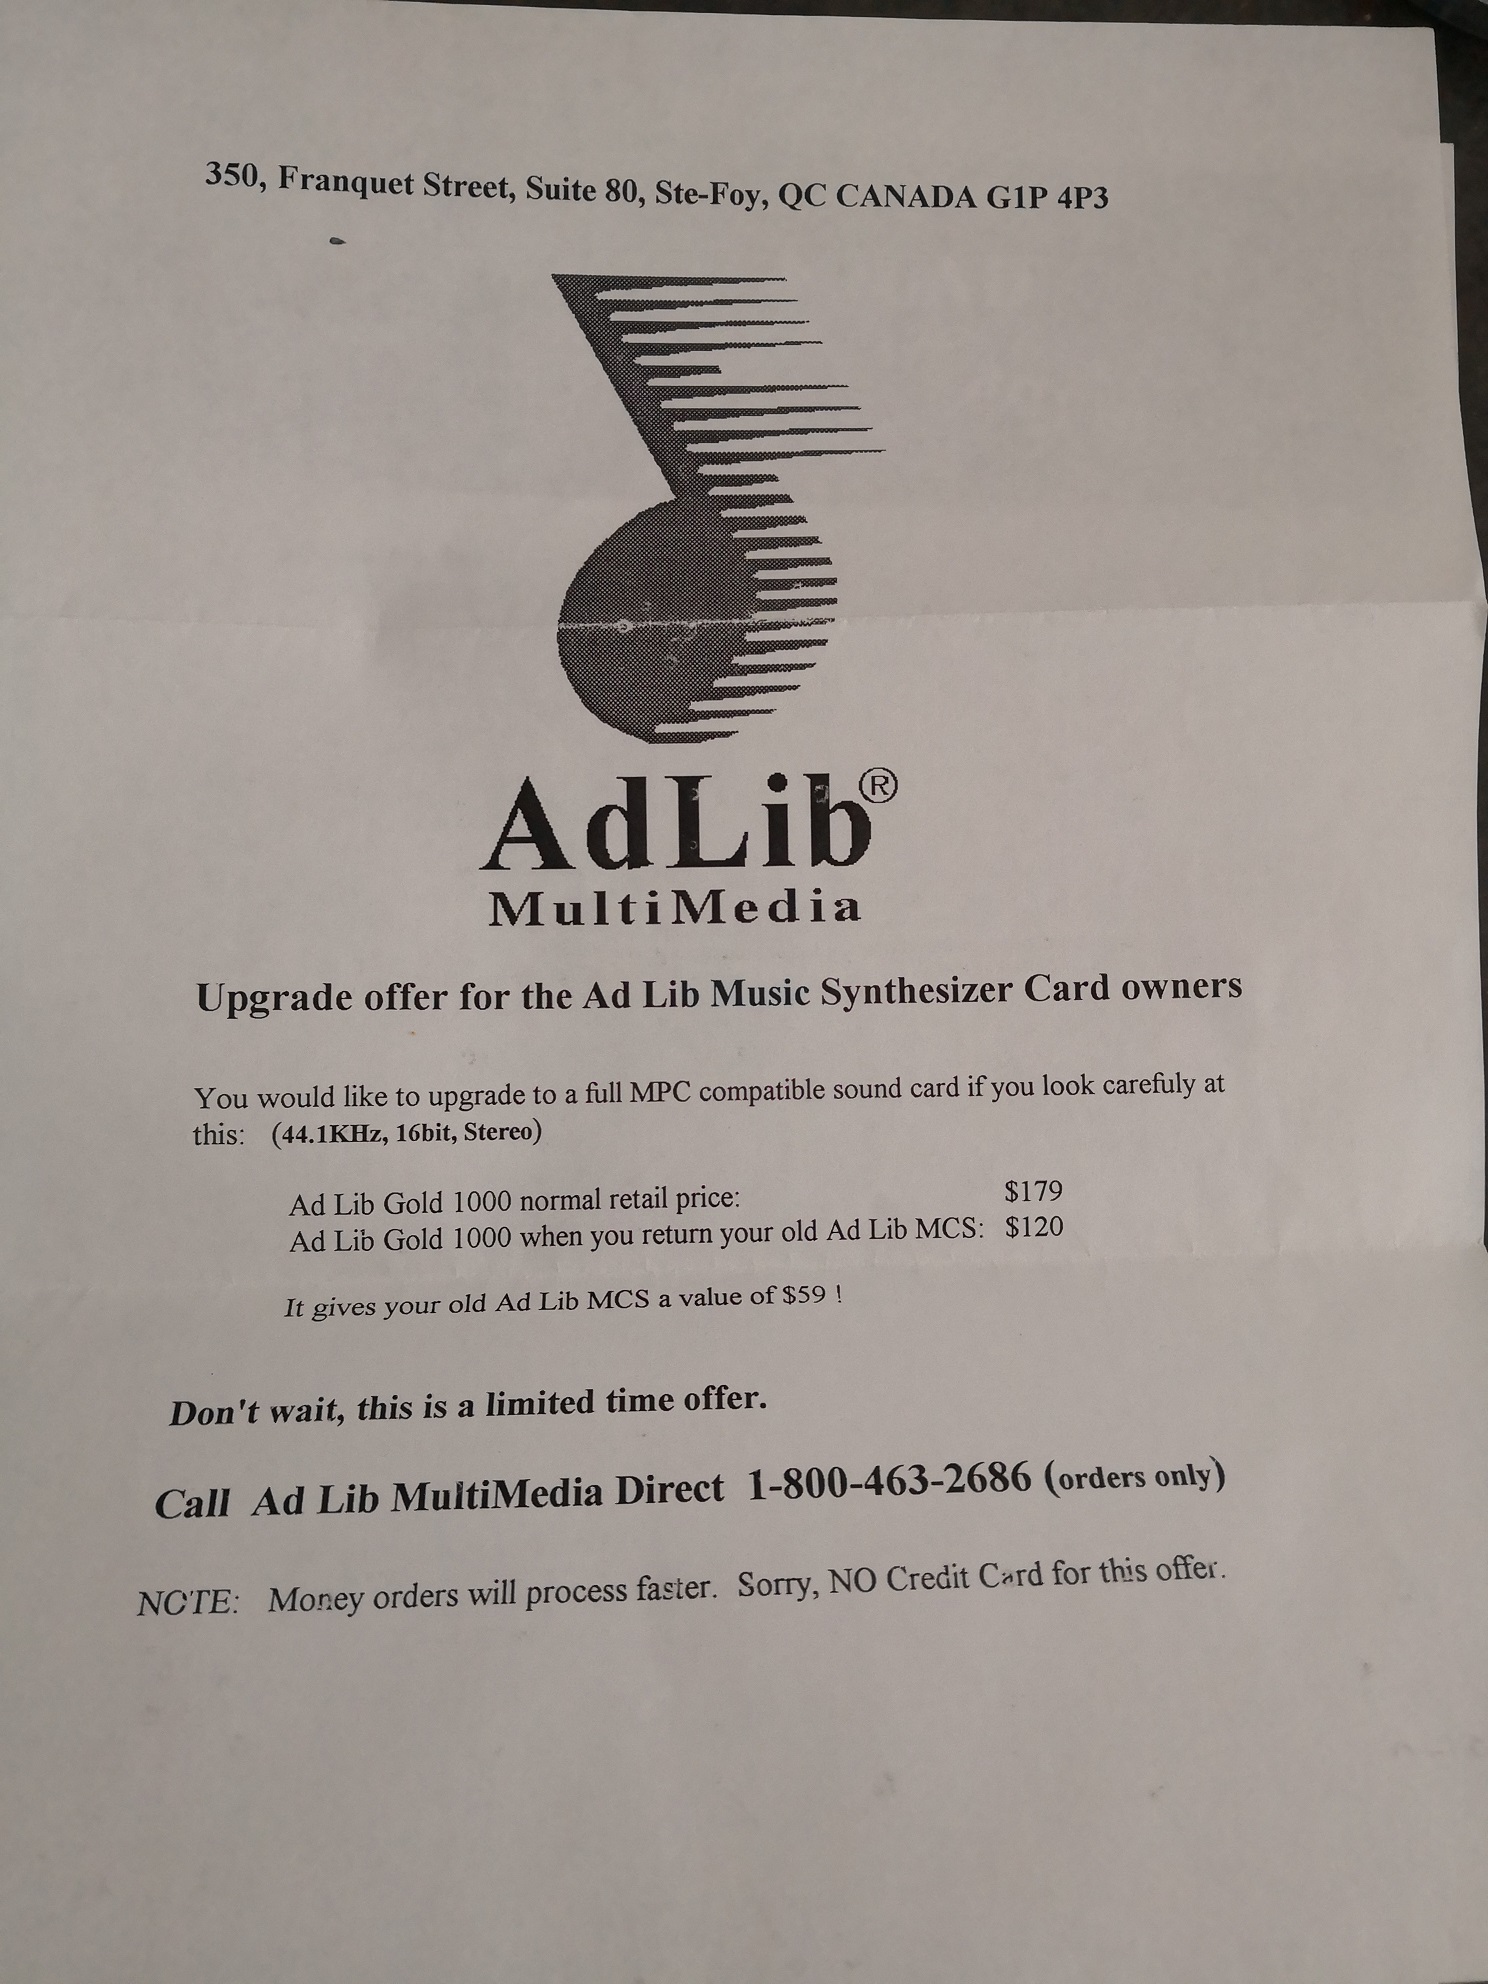 350, Franquet Street, Suite 80, Ste-Foy, QC CANADA G1P 4P3
AdLib®
MultiMedia
Upgrade offer for the Ad Lib Music Synthesizer Card owners
You would like to upgrade to a full MPC compatible sound card if you look carefuly at
this: (44.1KHz, 16bit, Stereo)
Ad Lib Gold 1000 normal retail price: $179
Ad Lib Gold 1000 when you return your old Ad Lib MCS: $120
It gives your old Ad Lib MCS a value of $59 !
Don't wait, this is a limited time offer.
Call Ad Lib MultiMedia Direct 1-800-463-2686 (orders only)
NOTE: Money orders will process faster. Sorry, NO Credit Card for this offer.